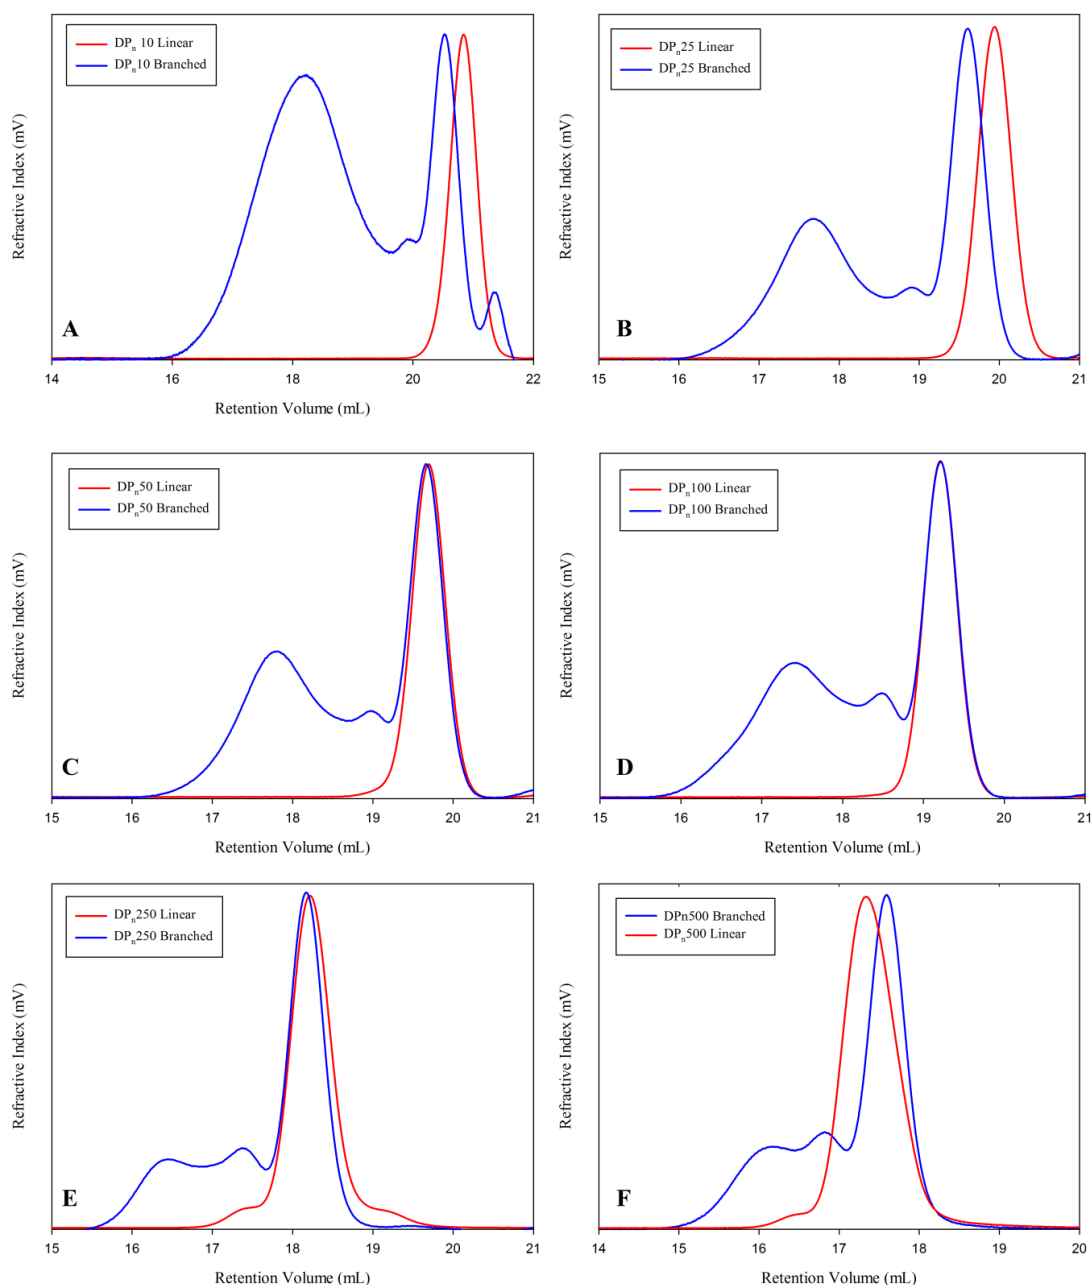 DPn 10 Linear
DPn10 Branched
Refractive Index (mV)
A
14 16 18 20 22
Retention Volume (mL)
DPn25 Linear
DPn25 Branched
Refractive Index (mV)
B
15 16 17 18 19 20 21
Retention Volume (mL)
DPn50 Linear
DPn50 Branched
Refractive Index (mV)
C
15 16 17 18 19 20 21
Retention Volume (mL)
DPn100 Linear
DPn100 Branched
Refractive Index (mV)
D
15 16 17 18 19 20 21
Retention Volume (mL)
DPn250 Linear
DPn250 Branched
Refractive Index (mV)
E
15 16 17 18 19 20 21
Retention Volume (mL)
DPn500 Branched
DPn500 Linear
Refractive Index (mV)
F
14 15 16 17 18 19 20
Retention Volume (mL)